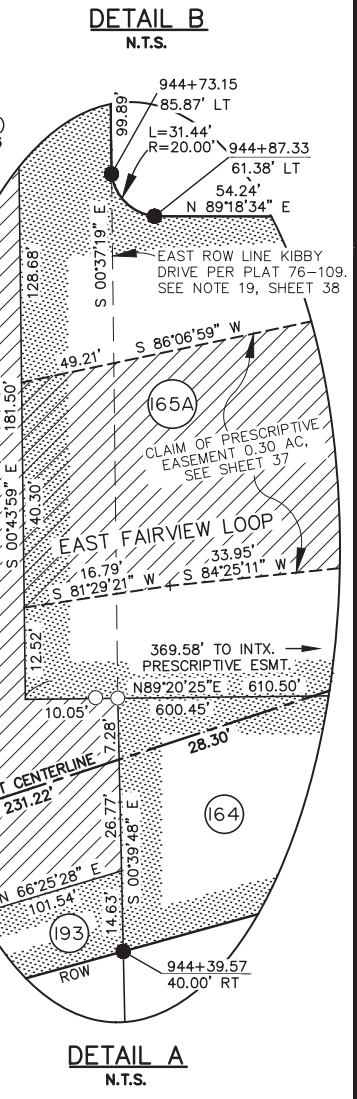 DETAIL B
N.T.S.
944+73.15
85.87' LT
99.89'
L=31.44'
R=20.00'
944+87.33
61.38' LT
54.24'
N 89°18'34" E
S 00°37'19" E
EAST ROW LINE KIBBY
DRIVE PER PLAT 76-109.
SEE NOTE 19, SHEET 38
128.68'
S 86°06'59" W
49.21'
165A
181.50'
S 00°43'59" E
40.30'
CLAIM OF PRESCRIPTIVE
EASEMENT 0.30 AC,
SEE SHEET 37
EAST FAIRVIEW LOOP
16.79'
S 81°29'21" W
33.95'
S 84°25'11" W
12.52'
369.58' TO INTX.
PRESCRIPTIVE ESMT.
N89°20'25"E 610.50'
10.05'
600.45'
7.28'
28.30'
T CENTERLINE
231.22'
26.77'
S 00°39'48" E
164
N 66°25'28" E
101.54'
14.63'
193
ROW
944+39.57
40.00' RT
DETAIL A
N.T.S.